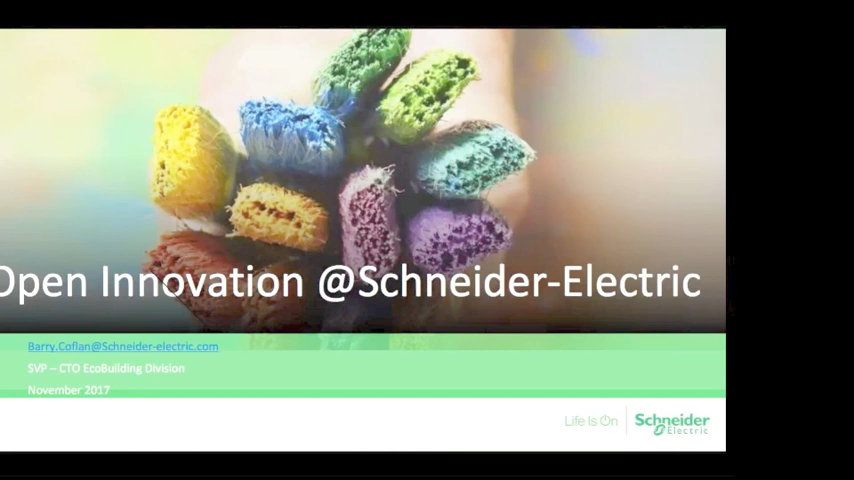 Open Innovation @Schneider-Electric
Barry.Coflan@Schneider-electric.com
SVP – CTO EcoBuilding Division
November 2017
Life Is On
Schneider
Electric